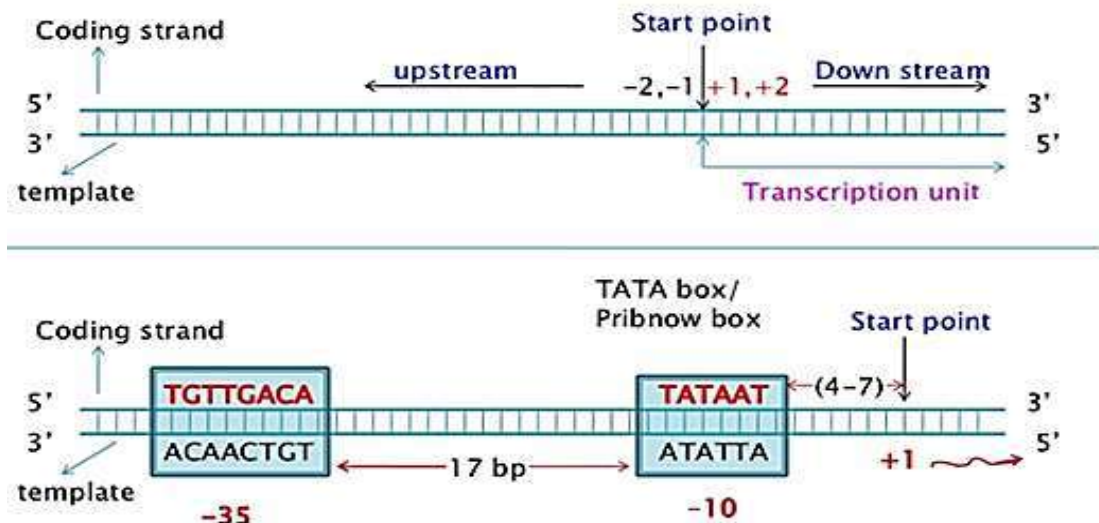 Coding strand
Start point
upstream
-2,-1
+1,+2
Down stream
5'
3'
3'
5'
template
Transcription unit
TATA box/
Pribnow box
Coding strand
Start point
TGTTGACA
TATAAT
(4-7)
5'
3'
3'
ACAACTGT
ATATTA
5'
17 bp
+1
template
-35
-10